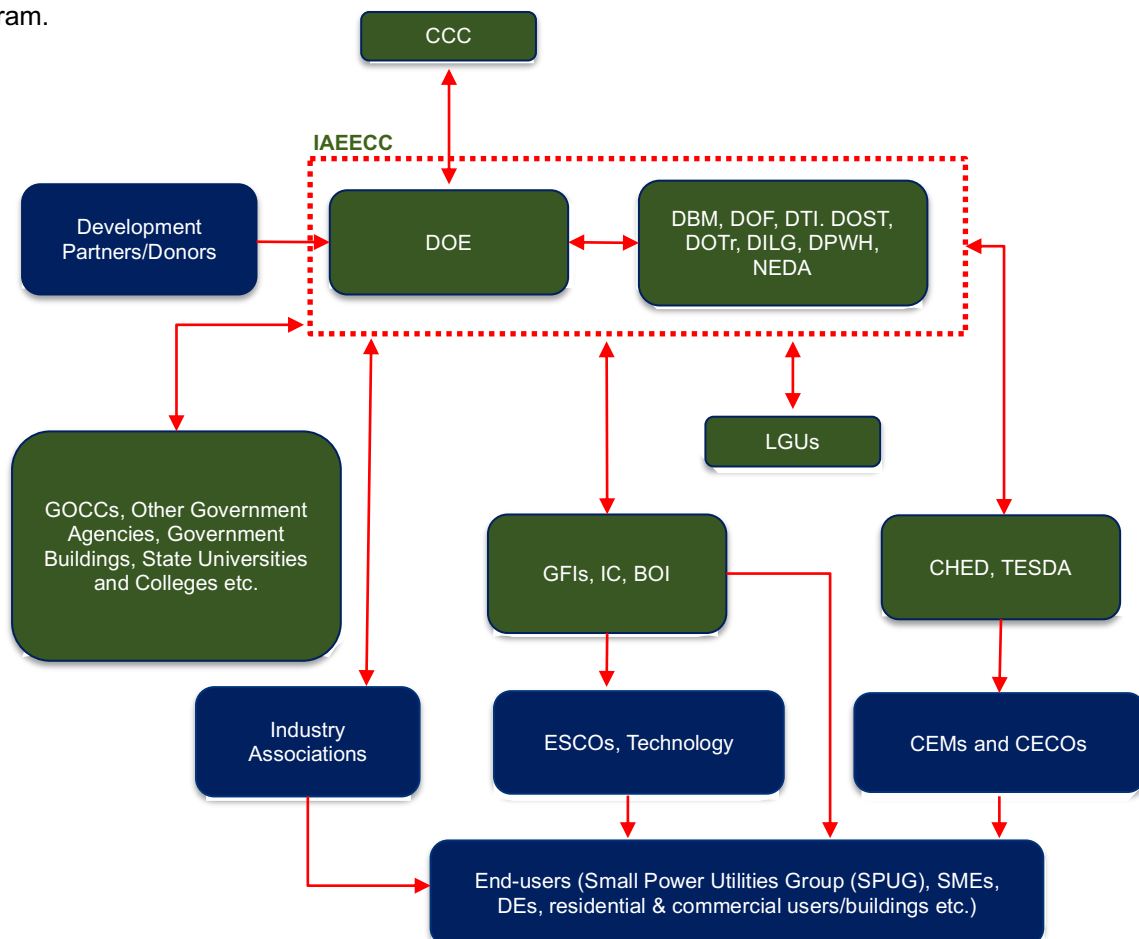 ram.
CCC
IAEECC
Development
Partners/Donors
DOE
DBM, DOF, DTI. DOST,
DOTr, DILG, DPWH,
NEDA
LGUs
GOCCs, Other Government
Agencies, Government
Buildings, State Universities
and Colleges etc.
GFIs, IC, BOI
CHED, TESDA
Industry
Associations
ESCOs, Technology
CEMs and CECOs
End-users (Small Power Utilities Group (SPUG), SMEs,
DEs, residential & commercial users/buildings etc.)